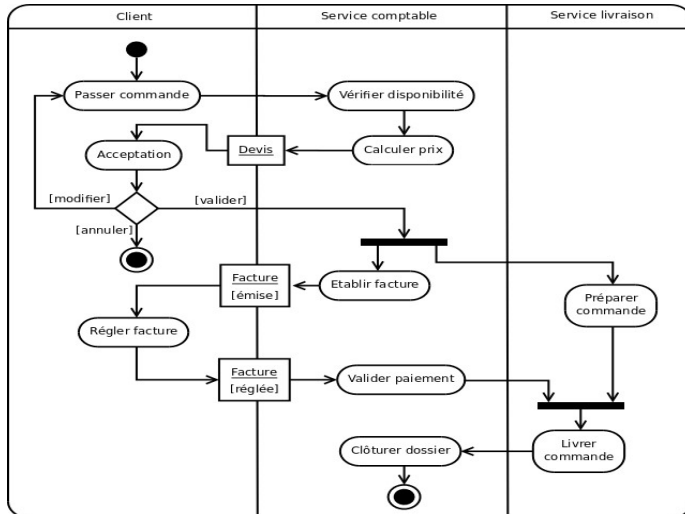 Client
Service comptable
Service livraison
Passer commande
Vérifier disponibilité
Acceptation
Devis
Calculer prix
[modifier]
[valider]
[annuler]
Facture
[émise]
Etablir facture
Préparer
commande
Régler facture
Facture
[réglée]
Valider paiement
Clôturer dossier
Livrer
commande